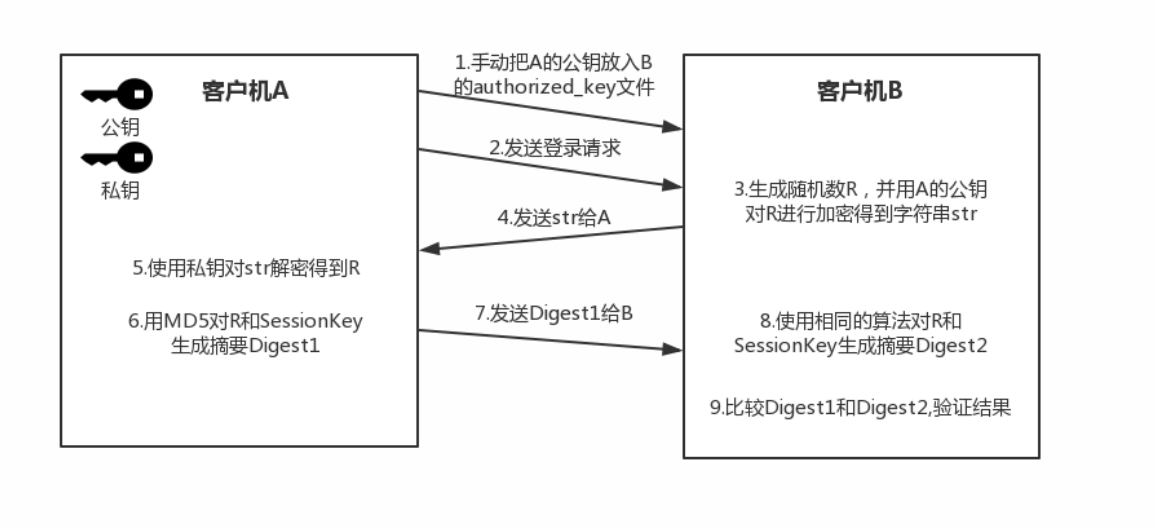 客户机A
公钥
私钥
1.手动把A的公钥放入B
的authorized_key文件
2.发送登录请求
客户机B
3.生成随机数R，并用A的公钥
对R进行加密得到字符串str
4.发送str给A
5.使用私钥对str解密得到R
6.用MD5对R和SessionKey
生成摘要Digest1
7.发送Digest1给B
8.使用相同的算法对R和
SessionKey生成摘要Digest2
9.比较Digest1和Digest2,验证结果